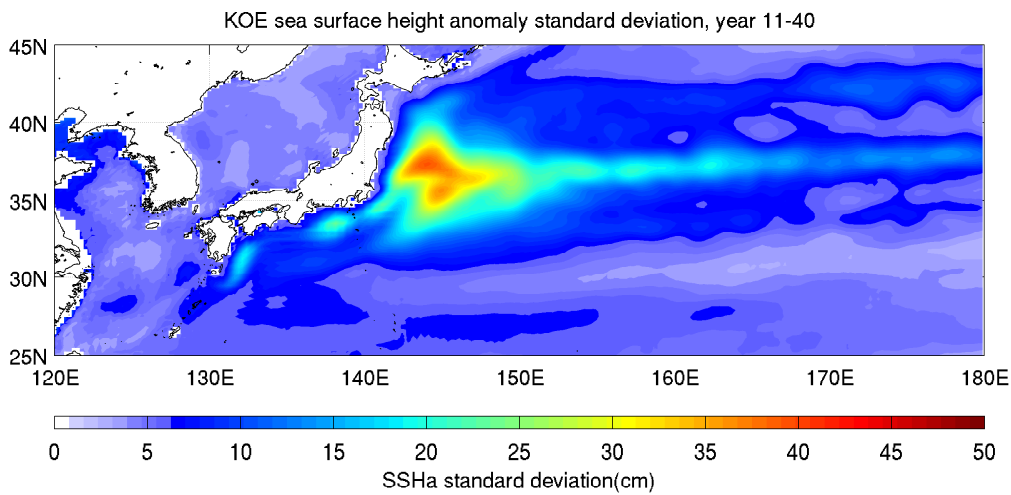 KOE sea surface height anomaly standard deviation, year 11-40
45N
40N
35N
30N
25N
120E 130E 140E 150E 160E 170E 180E
0 5 10 15 20 25 30 35 40 45 50
SSHa standard deviation(cm)